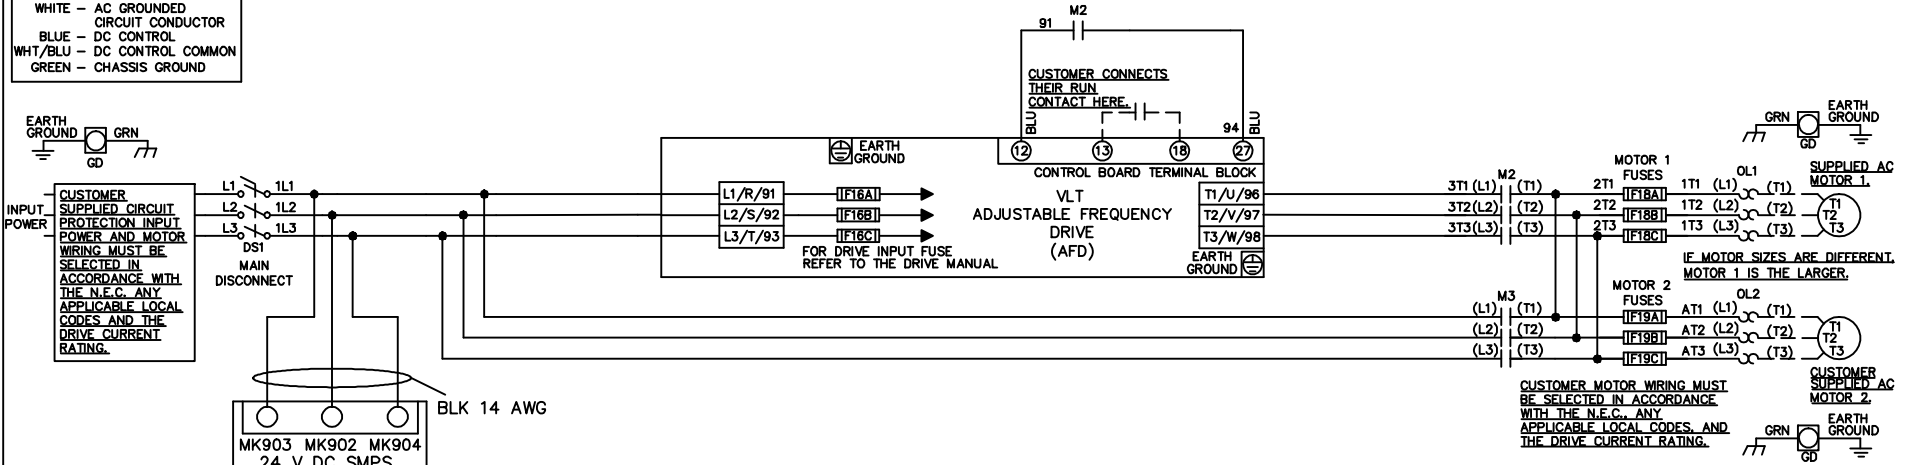 WHITE – AC GROUNDED
CIRCUIT CONDUCTOR
BLUE – DC CONTROL
WHT/BLU – DC CONTROL COMMON
GREEN – CHASSIS GROUND
EARTH
GROUND
GRN
GD
INPUT
POWER
CUSTOMER
SUPPLIED CIRCUIT
PROTECTION INPUT
POWER AND MOTOR
WIRING MUST BE
SELECTED IN
ACCORDANCE WITH
THE N.E.C. ANY
APPLICABLE LOCAL
CODES AND THE
DRIVE CURRENT
RATING.
L1 1L1
L2 1L2
L3 1L3
DS1
MAIN
DISCONNECT
BLK 14 AWG
MK903 MK902 MK904
24 V DC SMPS
M2
91
CUSTOMER CONNECTS
THEIR RUN
CONTACT HERE.
BLU
94 BLU
12 13 18 27
CONTROL BOARD TERMINAL BLOCK
EARTH
GROUND
L1/R/91 F16A
L2/S/92 F16B
L3/T/93 F16C
FOR DRIVE INPUT FUSE
REFER TO THE DRIVE MANUAL
VLT
ADJUSTABLE FREQUENCY
DRIVE
(AFD)
T1/U/96
T2/V/97
T3/W/98
EARTH
GROUND
M2
3T1 (L1) (T1)
3T2(L2) (T2)
3T3(L3) (T3)
M3
(L1) (T1)
(L2) (T2)
(L3) (T3)
MOTOR 1
FUSES
2T1 F18A 1T1 (L1) (T1)
2T2 F18B 1T2 (L2) (T2)
2T3 F18C 1T3 (L3) (T3)
OL1
T1
T2
T3
GRN
EARTH
GROUND
GD
SUPPLIED AC
MOTOR 1.
IF MOTOR SIZES ARE DIFFERENT,
MOTOR 1 IS THE LARGER.
MOTOR 2
FUSES
OL2
F19A AT1 (L1) (T1)
F19B AT2 (L2) (T2)
F19C AT3 (L3) (T3)
T1
T2
T3
CUSTOMER
SUPPLIED AC
MOTOR 2.
CUSTOMER MOTOR WIRING MUST
BE SELECTED IN ACCORDANCE
WITH THE N.E.C., ANY
APPLICABLE LOCAL CODES, AND
THE DRIVE CURRENT RATING.
GRN
EARTH
GROUND
GD